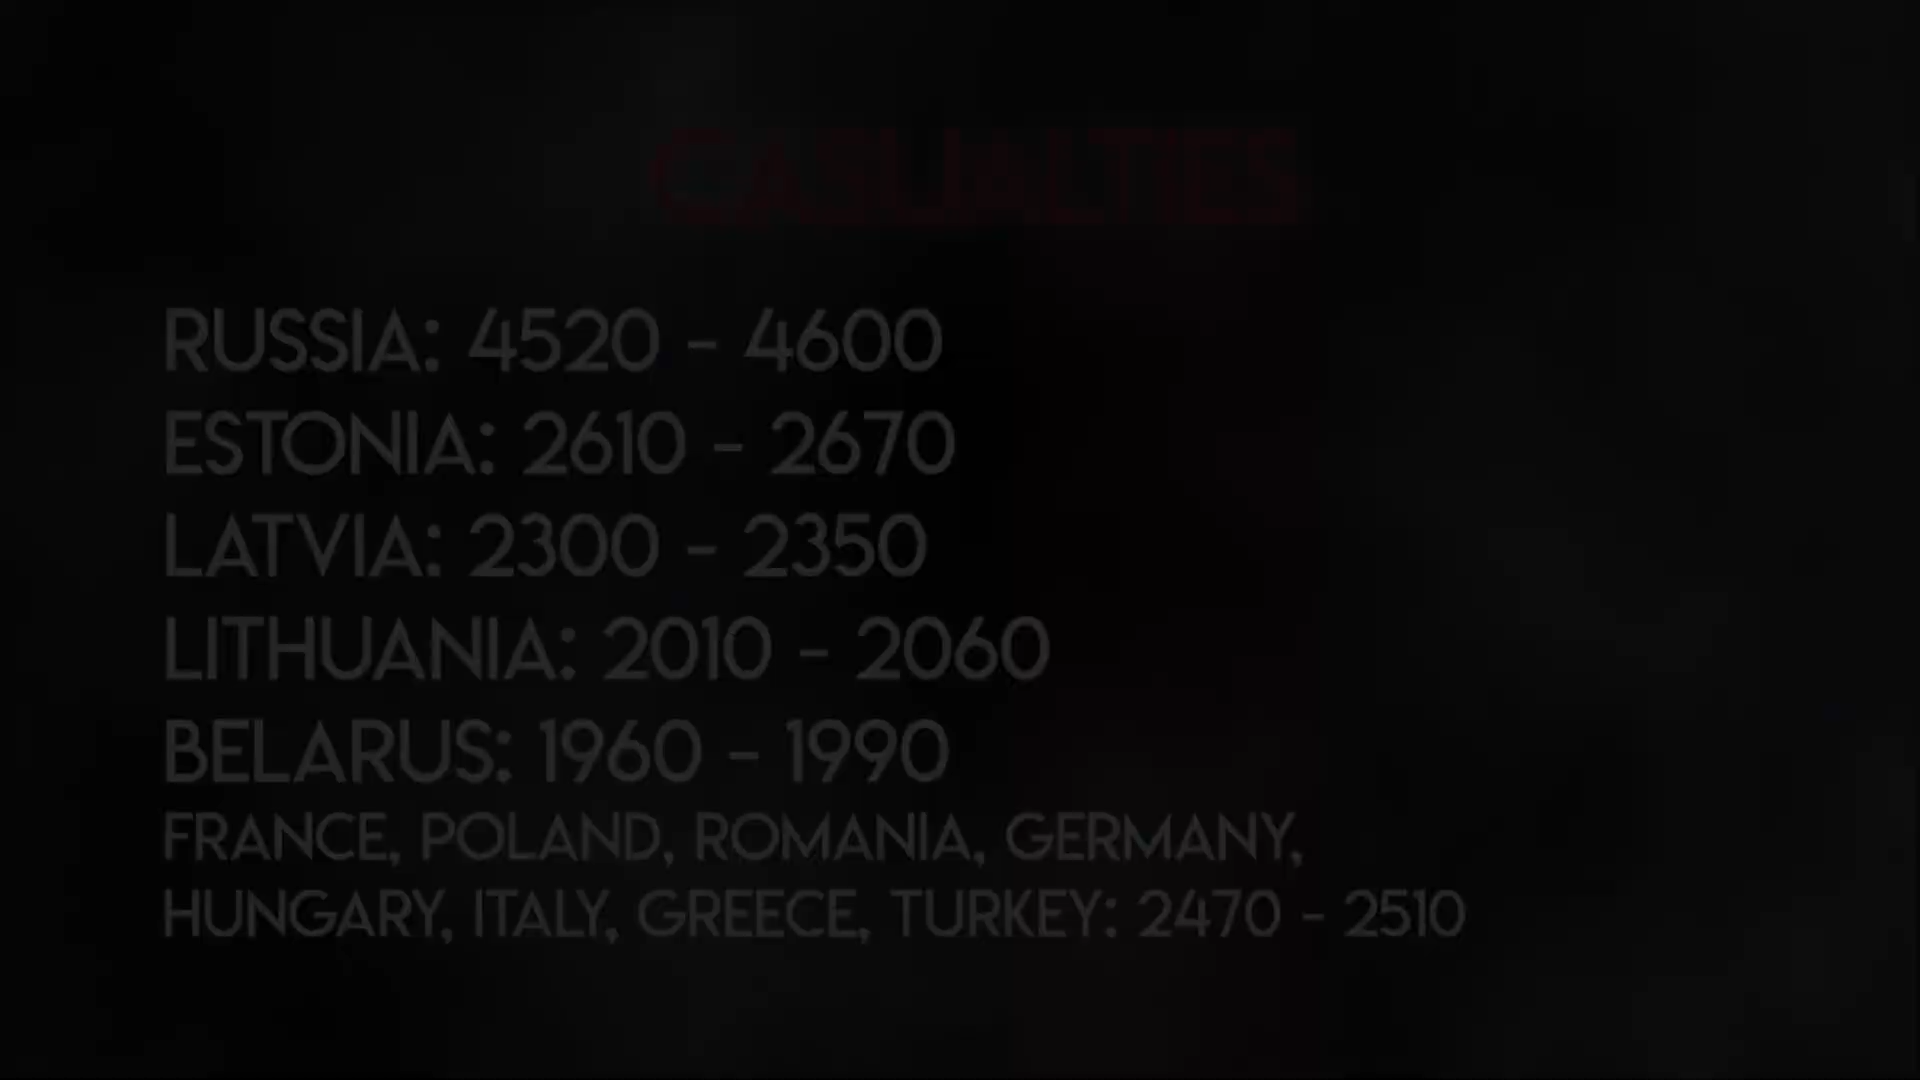 CASUALTIES
RUSSIA: 4520 - 4600
ESTONIA: 2610 - 2670
LATVIA: 2300 - 2350
LITHUANIA: 2010 - 2060
BELARUS: 1960 - 1990
FRANCE, POLAND, ROMANIA, GERMANY,
HUNGARY, ITALY, GREECE, TURKEY: 2470 - 2510